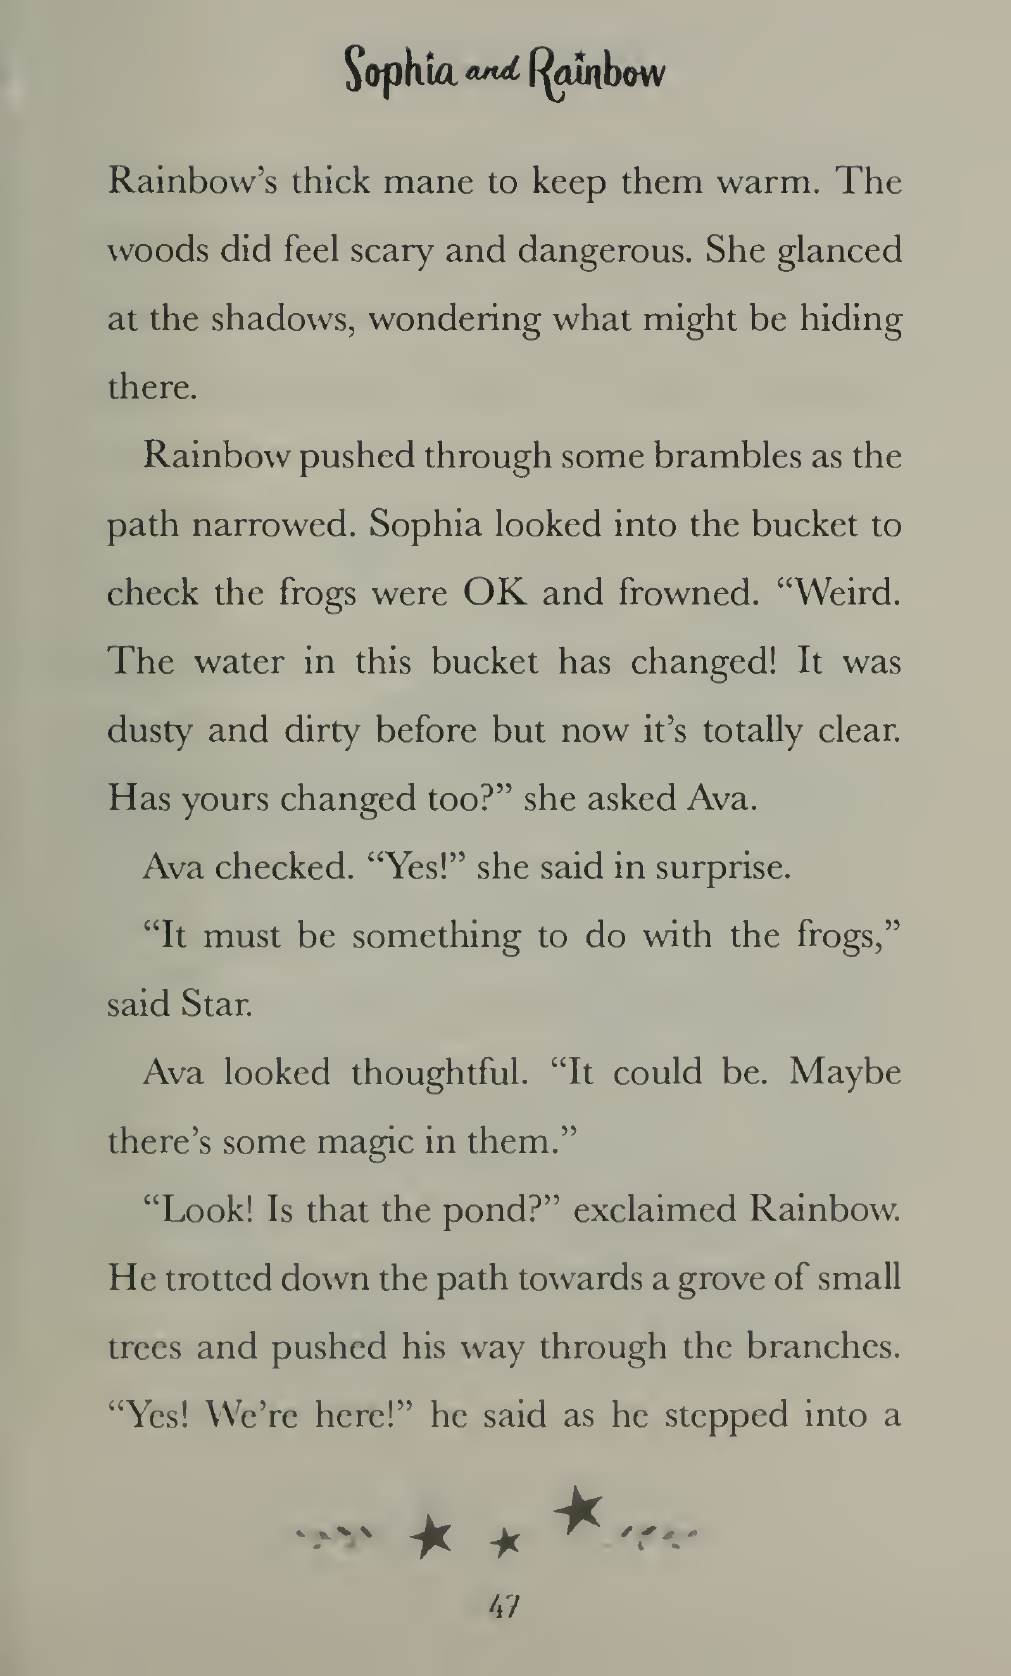 Sophia and Rainbow
Rainbow’s thick mane to keep them warm. The
woods did feel scary and dangerous. She glanced
at the shadows, wondering what might be hiding
there.
Rainbow pushed through some brambles as the
path narrowed. Sophia looked into the bucket to
check the frogs were OK and frowned. “Weird.
The water in this bucket has changed! It was
dusty and dirty before but now it’s totally clear.
Has yours changed too?” she asked Ava.
Ava checked. “Yes!” she said in surprise.
“It must be something to do with the frogs,”
said Star.
Ava looked thoughtful. “It could be. Maybe
there’s some magic in them.”
“Look! Is that the pond?” exclaimed Rainbow.
He trotted down the path towards a grove of small
trees and pushed his way through the branches.
“Yes! We’re here!” he said as he stepped into a
47